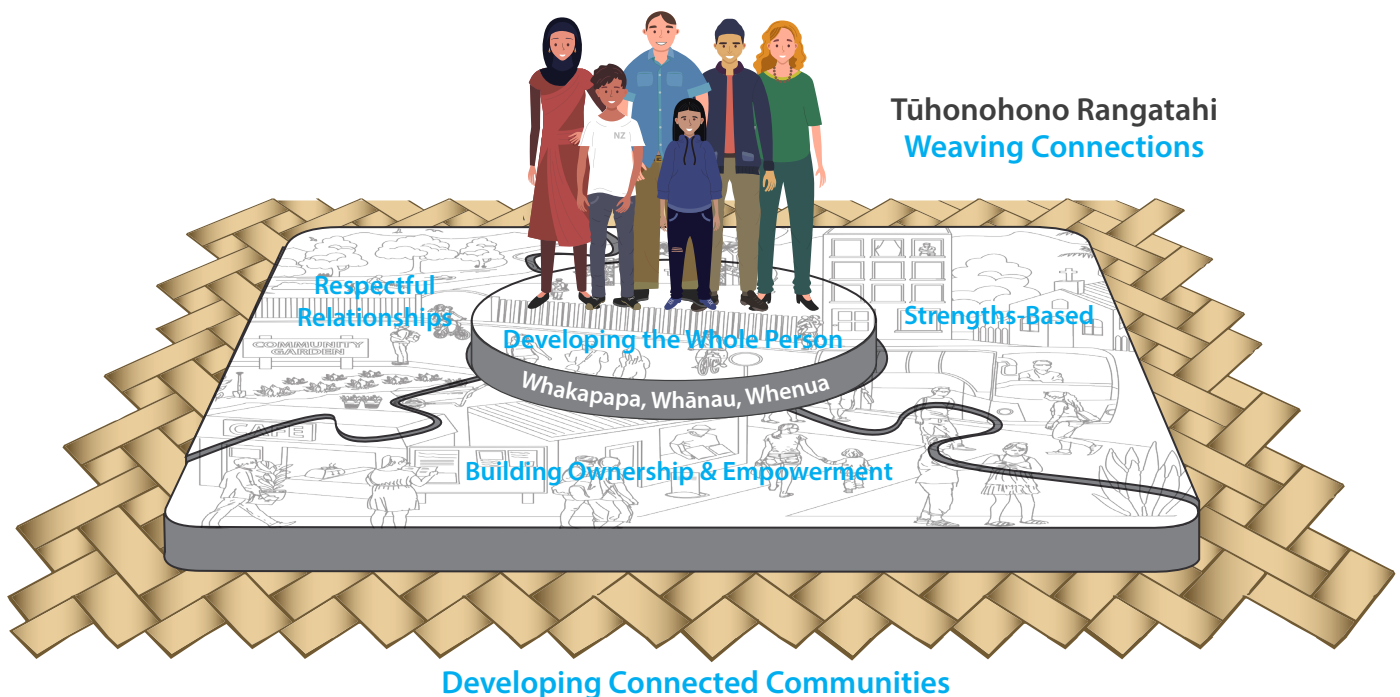 Tūhonohono Rangatahi
Weaving Connections
NZ
Respectful
Relationships
Strengths-Based
Developing the Whole Person
Whakapapa, Whānau, Whenua
COMMUNITY
GARDEN
CAFE
Building Ownership & Empowerment
Developing Connected Communities